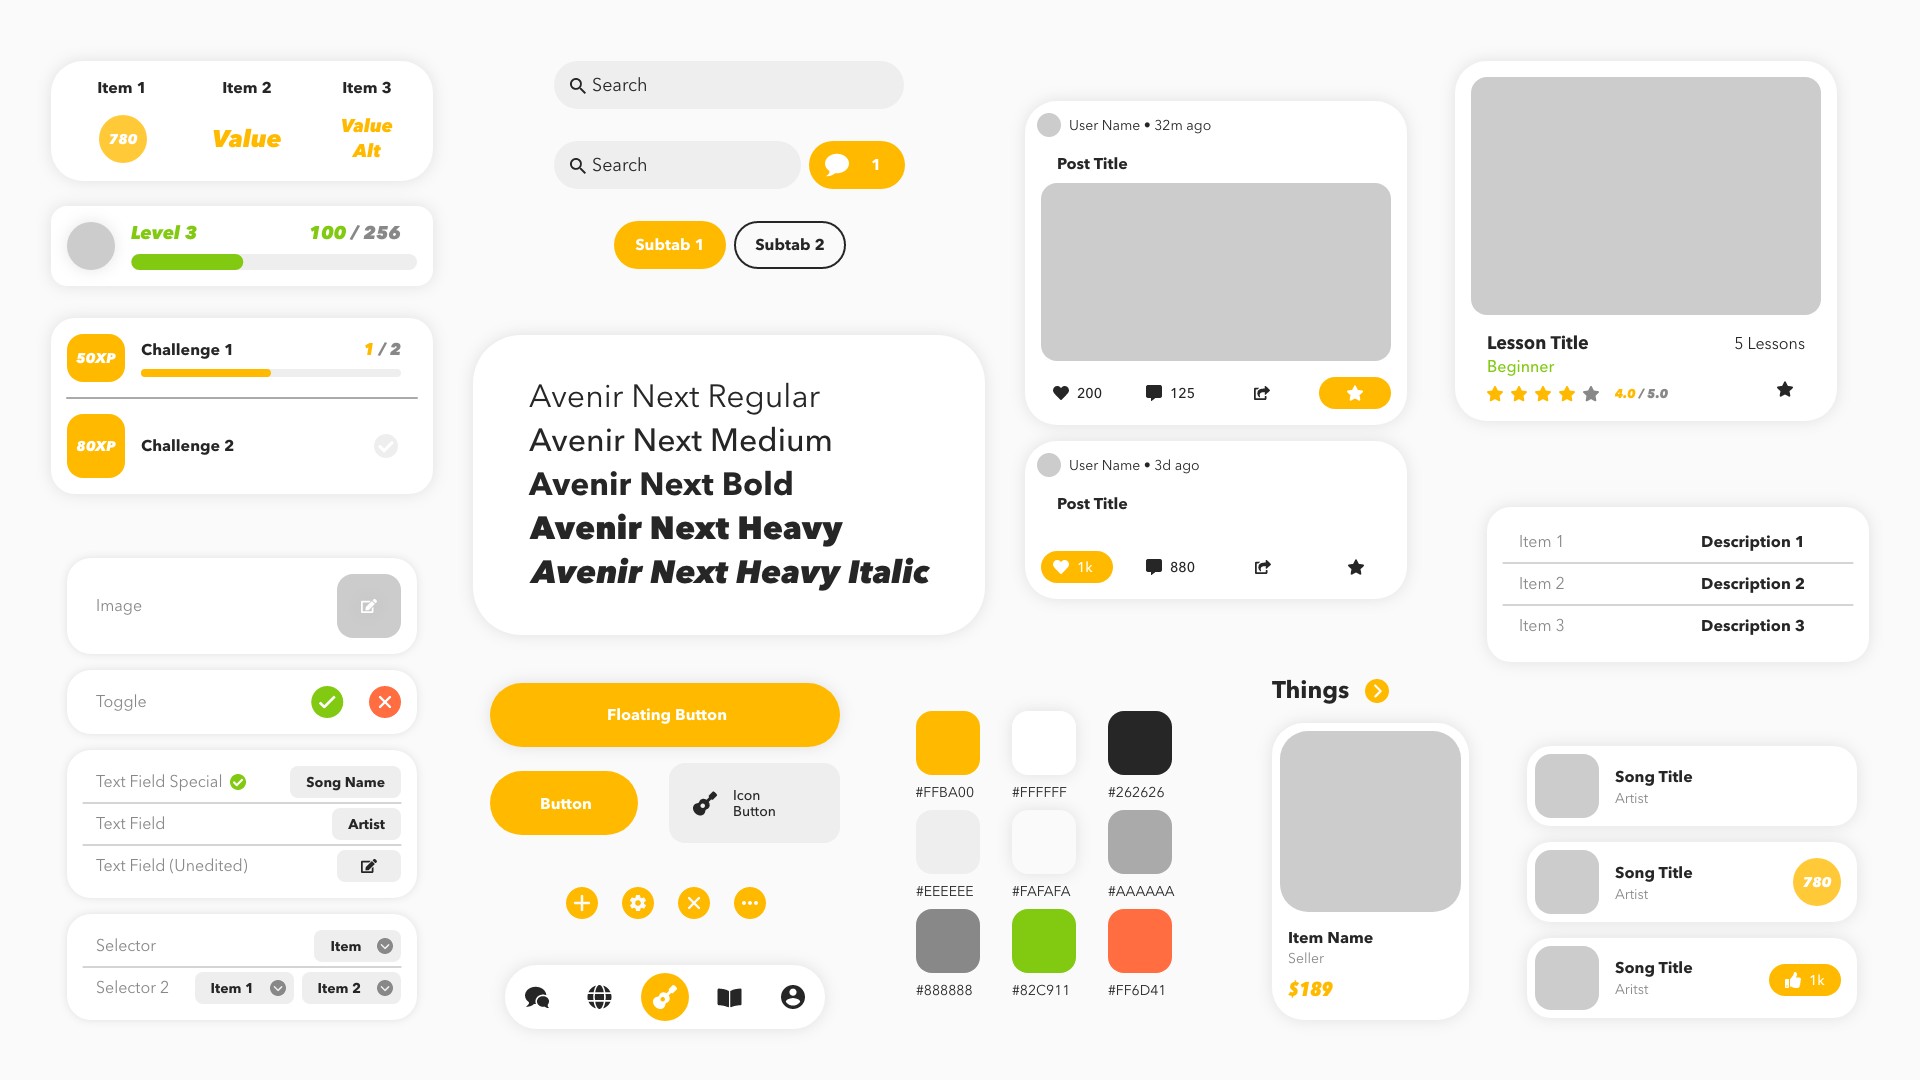 Item 1 Item 2 Item 3
780 Value Value
Alt
Level 3 100 / 256
50XP Challenge 1 1 / 2
80XP Challenge 2
Image
Toggle
Text Field Special Song Name
Text Field Artist
Text Field (Unedited)
Selector Item
Selector 2 Item 1 Item 2
Search
Search 1
Subtab 1 Subtab 2
Avenir Next Regular
Avenir Next Medium
Avenir Next Bold
Avenir Next Heavy
Avenir Next Heavy Italic
Floating Button
Button
Icon
Button
#FFBA00 #FFFFFF #262626
#EEEEEE #FAFAFA #AAAAAA
#888888 #82C911 #FF6D41
User Name • 32m ago
Post Title
200 125
User Name • 3d ago
Post Title
1k 880
Lesson Title 5 Lessons
Beginner
4.0 / 5.0
Item 1 Description 1
Item 2 Description 2
Item 3 Description 3
Things
Item Name
Seller
$189
Song Title
Artist
Song Title
Artist
780
Song Title
Aritst
1k